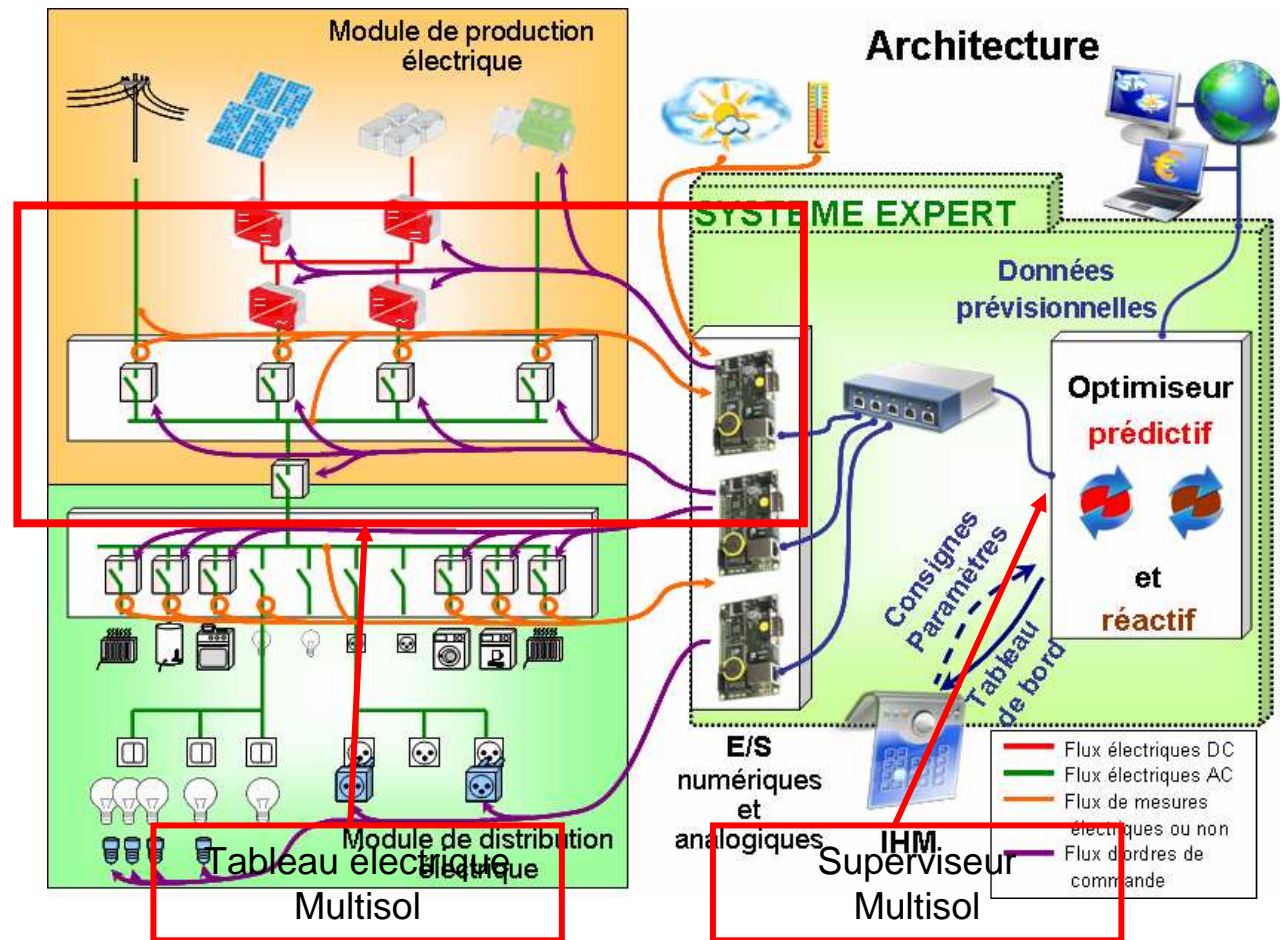 Module de production
électrique
Architecture
SYSTEME EXPERT
Données
prévisionnelles
Optimiseur
prédictif
et
réactif
Consignes
Paramètres
Tableau
de bord
E/S
numériques
et
analogiques
IHM
Flux électriques DC
Flux électriques AC
Flux de mesures
électriques ou non
Flux d'ordres de
commande
Module de distribution
électrique
Tableau électrique
Multisol
Superviseur
Multisol